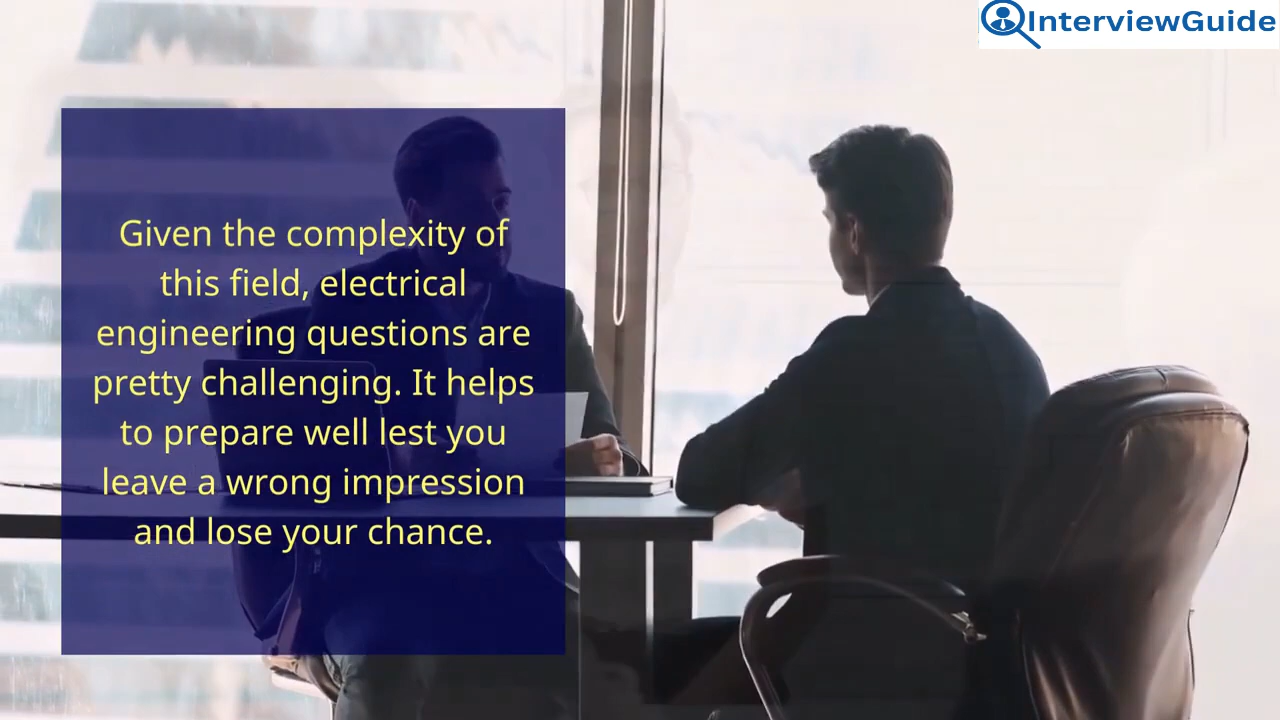 InterviewGuide
Given the complexity of
this field, electrical
engineering questions are
pretty challenging. It helps
to prepare well lest you
leave a wrong impression
and lose your chance.